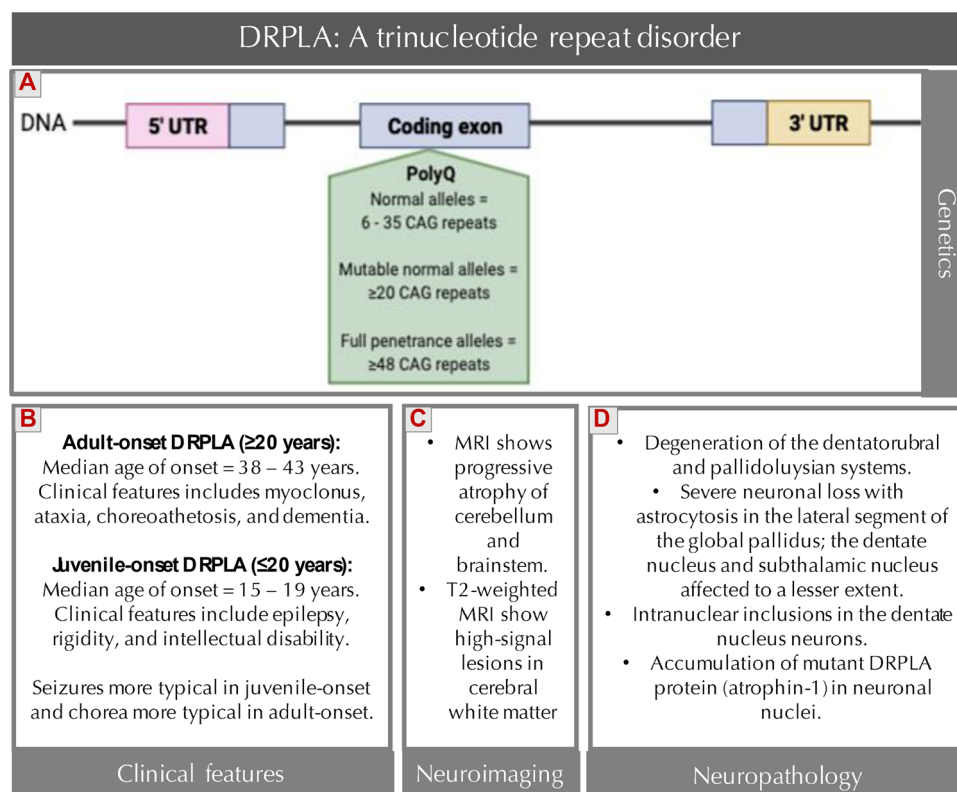 DRPLA: A trinucleotide repeat disorder
A
DNA
5' UTR
Coding exon
3' UTR
PolyQ
Normal alleles =
6 - 35 CAG repeats
Mutable normal alleles =
≥20 CAG repeats
Full penetrance alleles =
≥48 CAG repeats
Genetics
B
Adult-onset DRPLA (≥20 years):
Median age of onset = 38 – 43 years.
Clinical features includes myoclonus,
ataxia, choreoathetosis, and dementia.
Juvenile-onset DRPLA (≤20 years):
Median age of onset = 15 – 19 years.
Clinical features include epilepsy,
rigidity, and intellectual disability.
Seizures more typical in juvenile-onset
and chorea more typical in adult-onset.
Clinical features
C
• MRI shows
progressive
atrophy of
cerebellum
and
brainstem.
• T2-weighted
MRI show
high-signal
lesions in
cerebral
white matter
Neuroimaging
D
• Degeneration of the dentatorubral
and pallidoluysian systems.
• Severe neuronal loss with
astrocytosis in the lateral segment of
the global pallidus; the dentate
nucleus and subthalamic nucleus
affected to a lesser extent.
• Intranuclear inclusions in the dentate
nucleus neurons.
• Accumulation of mutant DRPLA
protein (atrophin-1) in neuronal
nuclei.
Neuropathology